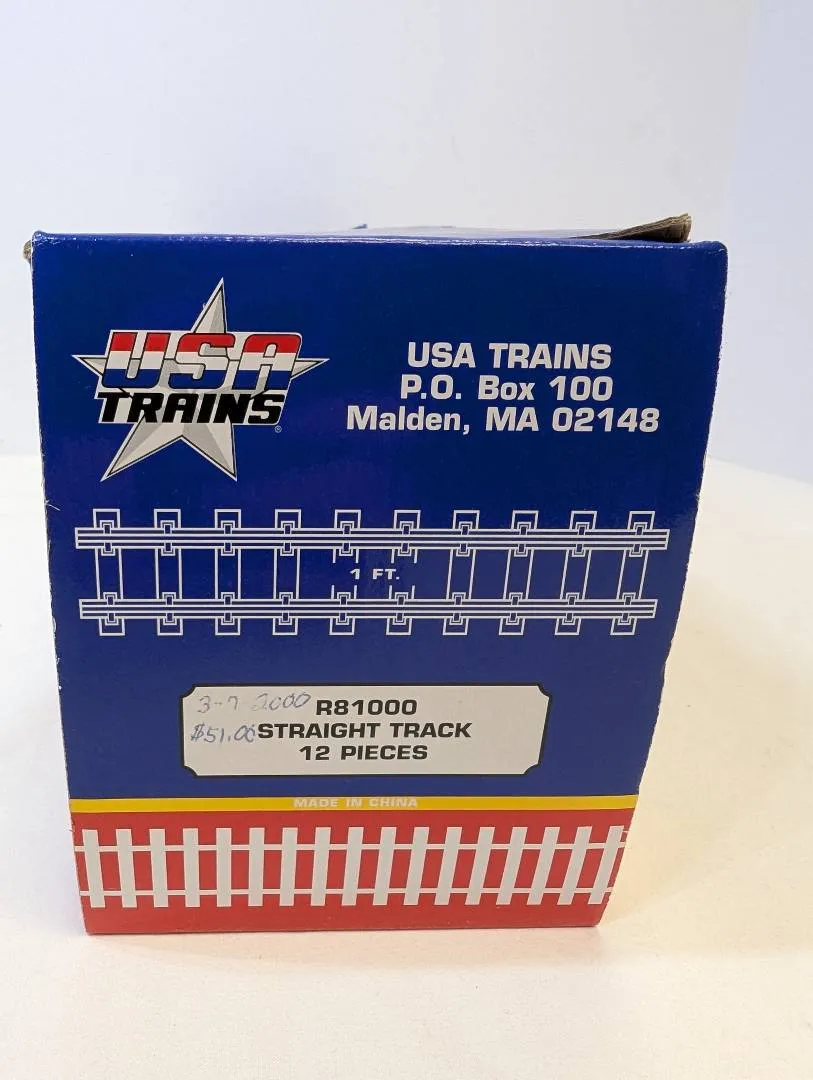 USA
TRAINS®
USA TRAINS
P.O. Box 100
Malden, MA 02148
1 FT.
3-7-2000 R81000
$51.00 STRAIGHT TRACK
12 PIECES
MADE IN CHINA